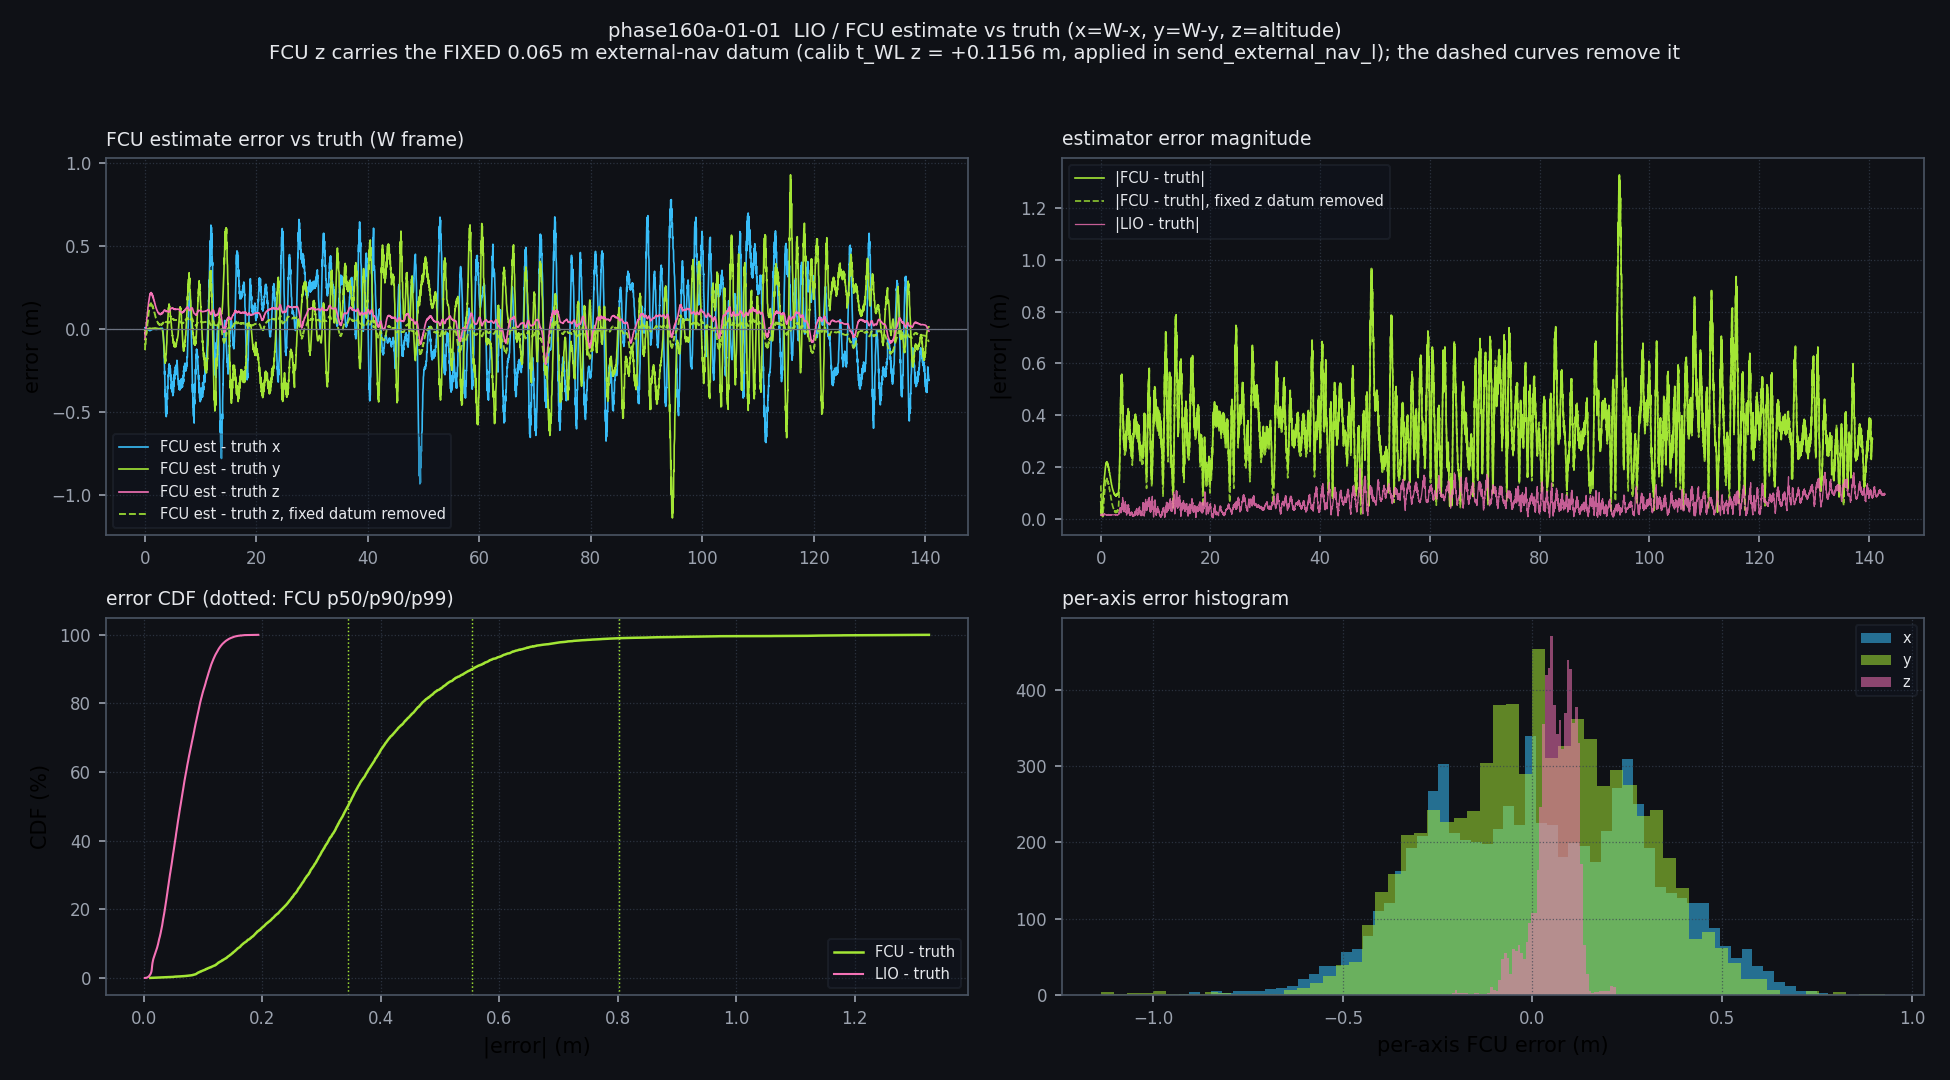 phase160a-01-01  LIO / FCU estimate vs truth (x=W-x, y=W-y, z=altitude)
FCU z carries the FIXED 0.065 m external-nav datum (calib t_WL z = +0.1156 m, applied in send_external_nav_l); the dashed curves remove it
FCU estimate error vs truth (W frame)
error (m)
1.0
0.5
0.0
−0.5
−1.0
FCU est - truth x
FCU est - truth y
FCU est - truth z
FCU est - truth z, fixed datum removed
0 20 40 60 80 100 120 140
estimator error magnitude
|error| (m)
1.2
1.0
0.8
0.6
0.4
0.2
0.0
|FCU - truth|
|FCU - truth|, fixed z datum removed
|LIO - truth|
0 20 40 60 80 100 120 140
error CDF (dotted: FCU p50/p90/p99)
CDF (%)
100
80
60
40
20
0
FCU - truth
LIO - truth
0.0 0.2 0.4 0.6 0.8 1.0 1.2
|error| (m)
per-axis error histogram
400
300
200
100
0
x
y
z
−1.0 −0.5 0.0 0.5 1.0
per-axis FCU error (m)